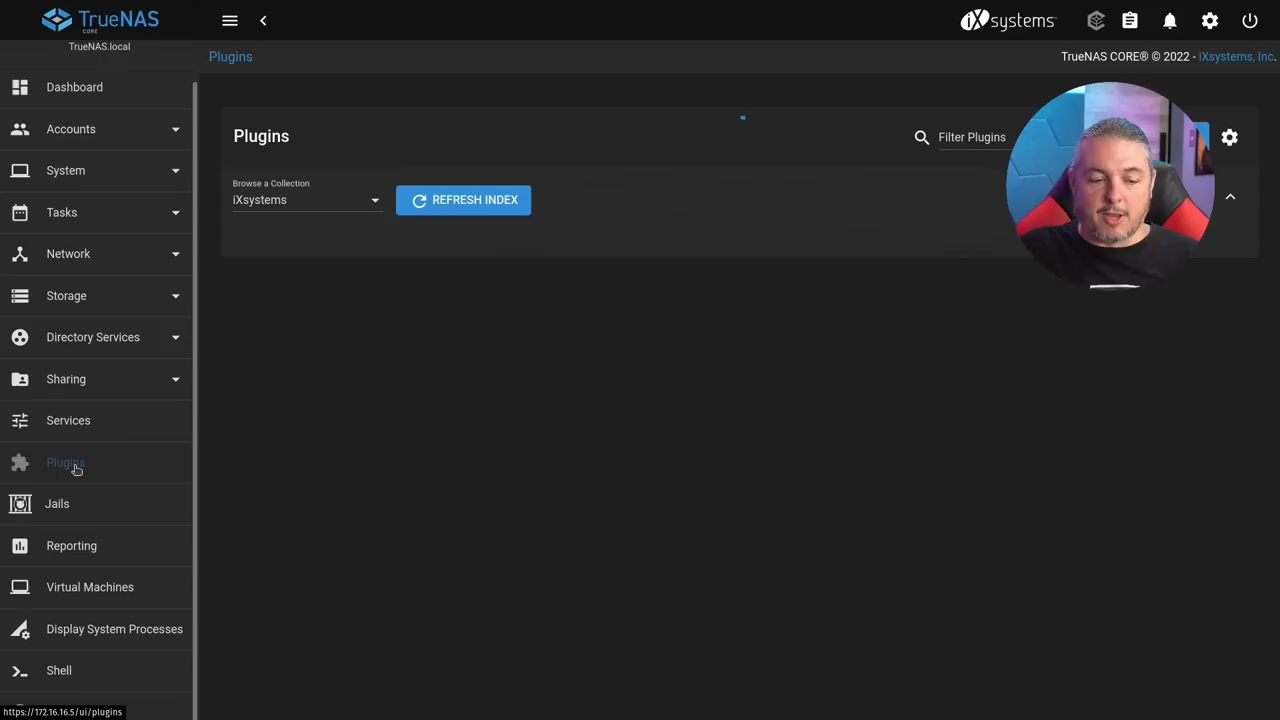 TrueNAS
CORE
TrueNAS.local
iXsystems
Plugins
TrueNAS CORE® © 2022 - iXsystems, Inc.
Dashboard
Accounts
System
Tasks
Network
Storage
Directory Services
Sharing
Services
Plugins
Jails
Reporting
Virtual Machines
Display System Processes
Shell
Plugins
Filter Plugins
Browse a Collection
iXsystems
REFRESH INDEX
https://172.16.16.5/ui/plugins